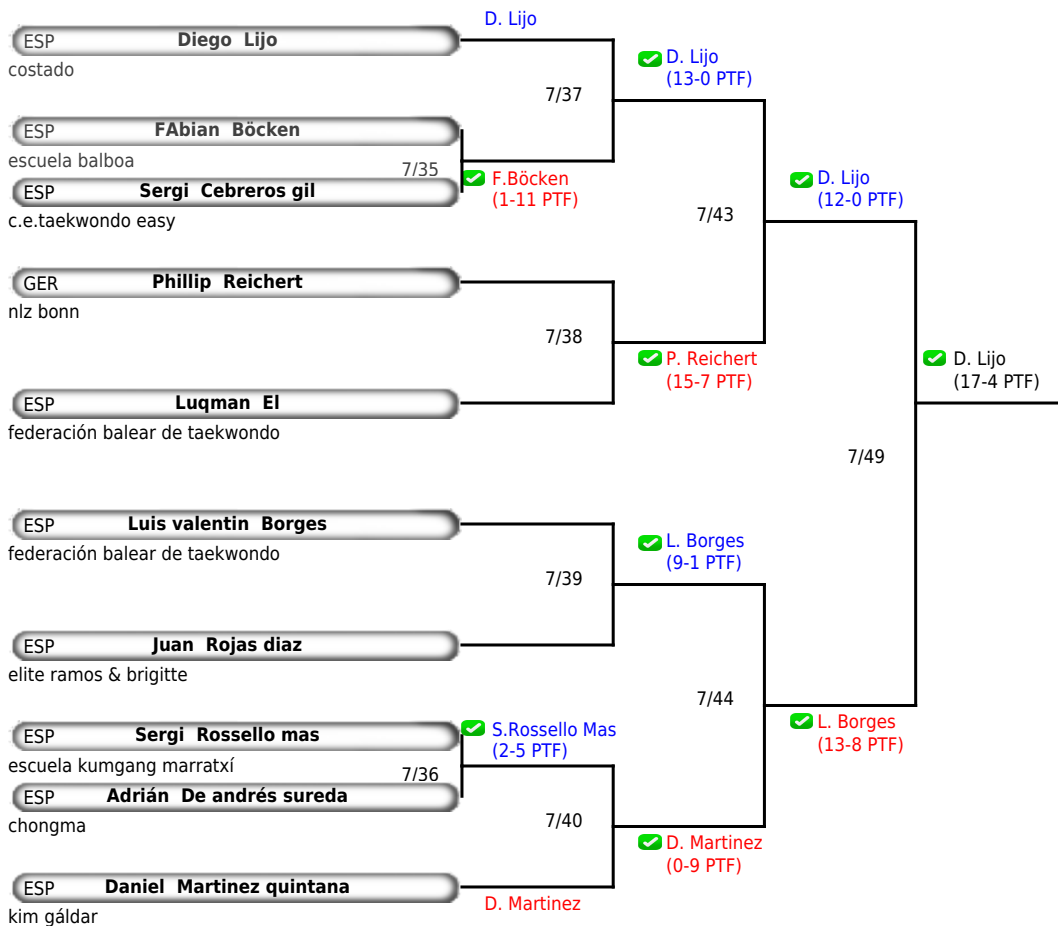 D. Lijo
ESP Diego Lijo
costado
D. Lijo
(13-0 PTF)
7/37
ESP FAbian Böcken
escuela balboa
7/35
F.Böcken
(1-11 PTF)
ESP Sergi Cebreros gil
c.e.taekwondo easy
D. Lijo
(12-0 PTF)
7/43
GER Phillip Reichert
nlz bonn
7/38
P. Reichert
(15-7 PTF)
D. Lijo
(17-4 PTF)
ESP Luqman El
federación balear de taekwondo
7/49
ESP Luis valentin Borges
federación balear de taekwondo
L. Borges
(9-1 PTF)
7/39
ESP Juan Rojas diaz
elite ramos & brigitte
7/44
L. Borges
(13-8 PTF)
ESP Sergi Rossello mas
S.Rossello Mas
(2-5 PTF)
escuela kumgang marratxí
7/36
ESP Adrián De andrés sureda
chongma
7/40
D. Martinez
(0-9 PTF)
ESP Daniel Martinez quintana
D. Martinez
kim gáldar